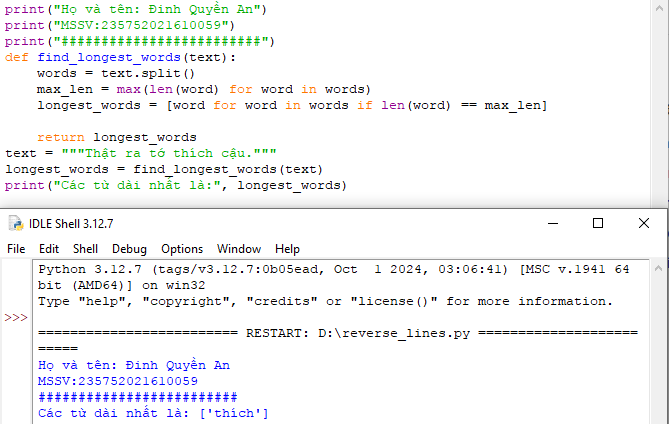 print("Họ và tên: Đinh Quyền An")
print("MSSV:235752021610059")
print("#########################")
def find_longest_words(text):
    words = text.split()
    max_len = max(len(word) for word in words)
    longest_words = [word for word in words if len(word) == max_len]
    return longest_words
text = """Thật ra tớ thích cậu."""
longest_words = find_longest_words(text)
print("Các từ dài nhất là:", longest_words)
IDLE Shell 3.12.7
File Edit Shell Debug Options Window Help
Python 3.12.7 (tags/v3.12.7:0b05ead, Oct  1 2024, 03:06:41) [MSC v.1941 64
bit (AMD64)] on win32
Type "help", "copyright", "credits" or "license()" for more information.
>>>
========================= RESTART: D:\reverse_lines.py ====================
=====
Họ và tên: Đinh Quyền An
MSSV:235752021610059
#########################
Các từ dài nhất là: ['thích']